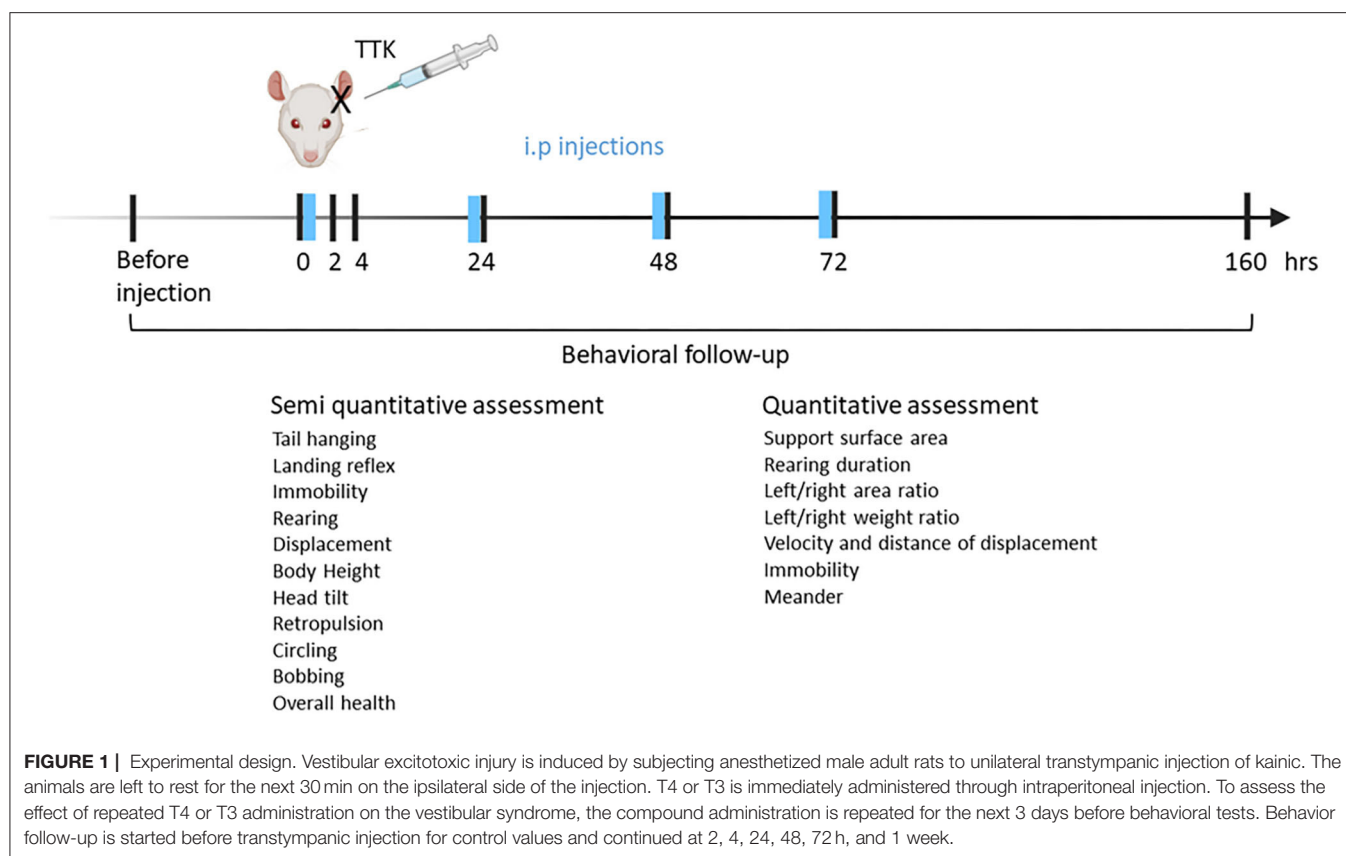 TTK
X
i.p injections
Before
injection
0 2 4 24 48 72 160 hrs
Behavioral follow-up
Semi quantitative assessment
Tail hanging
Landing reflex
Immobility
Rearing
Displacement
Body Height
Head tilt
Retropulsion
Circling
Bobbing
Overall health
Quantitative assessment
Support surface area
Rearing duration
Left/right area ratio
Left/right weight ratio
Velocity and distance of displacement
Immobility
Meander
FIGURE 1 | Experimental design. Vestibular excitotoxic injury is induced by subjecting anesthetized male adult rats to unilateral transtympanic injection of kainic. The
animals are left to rest for the next 30 min on the ipsilateral side of the injection. T4 or T3 is immediately administered through intraperitoneal injection. To assess the
effect of repeated T4 or T3 administration on the vestibular syndrome, the compound administration is repeated for the next 3 days before behavioral tests. Behavior
follow-up is started before transtympanic injection for control values and continued at 2, 4, 24, 48, 72 h, and 1 week.